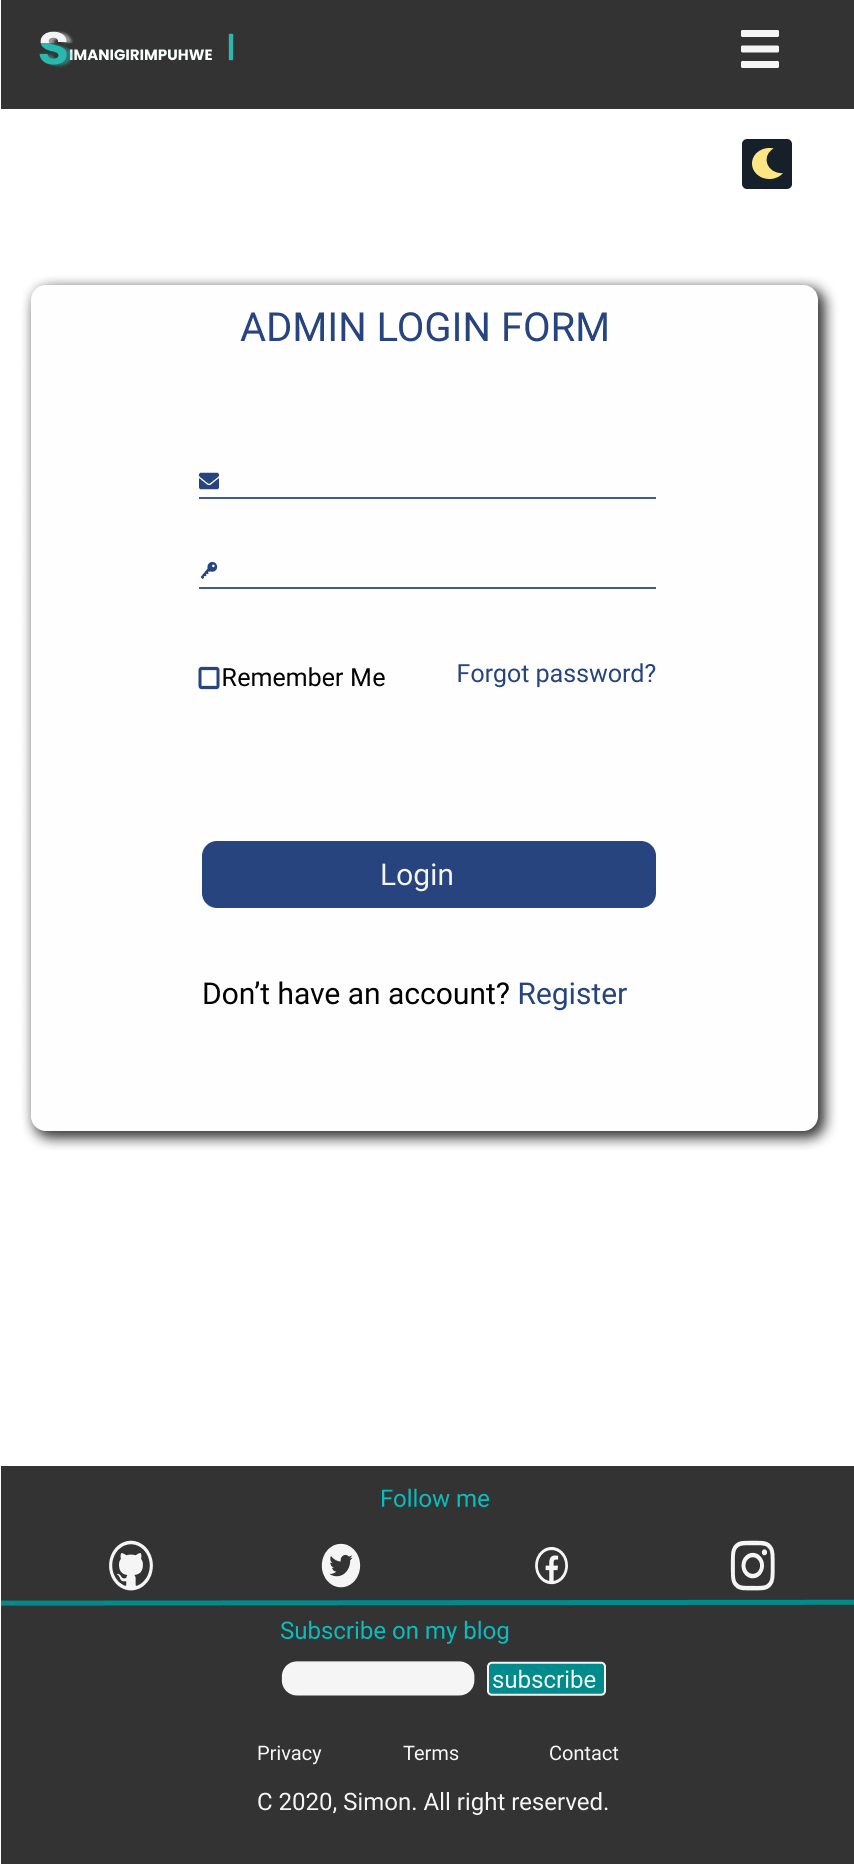 SIMANIGIRIMPUHWE
ADMIN LOGIN FORM
Remember Me
Forgot password?
Login
Don’t have an account? Register
Follow me
Subscribe on my blog
subscribe
Privacy Terms Contact
C 2020, Simon. All right reserved.